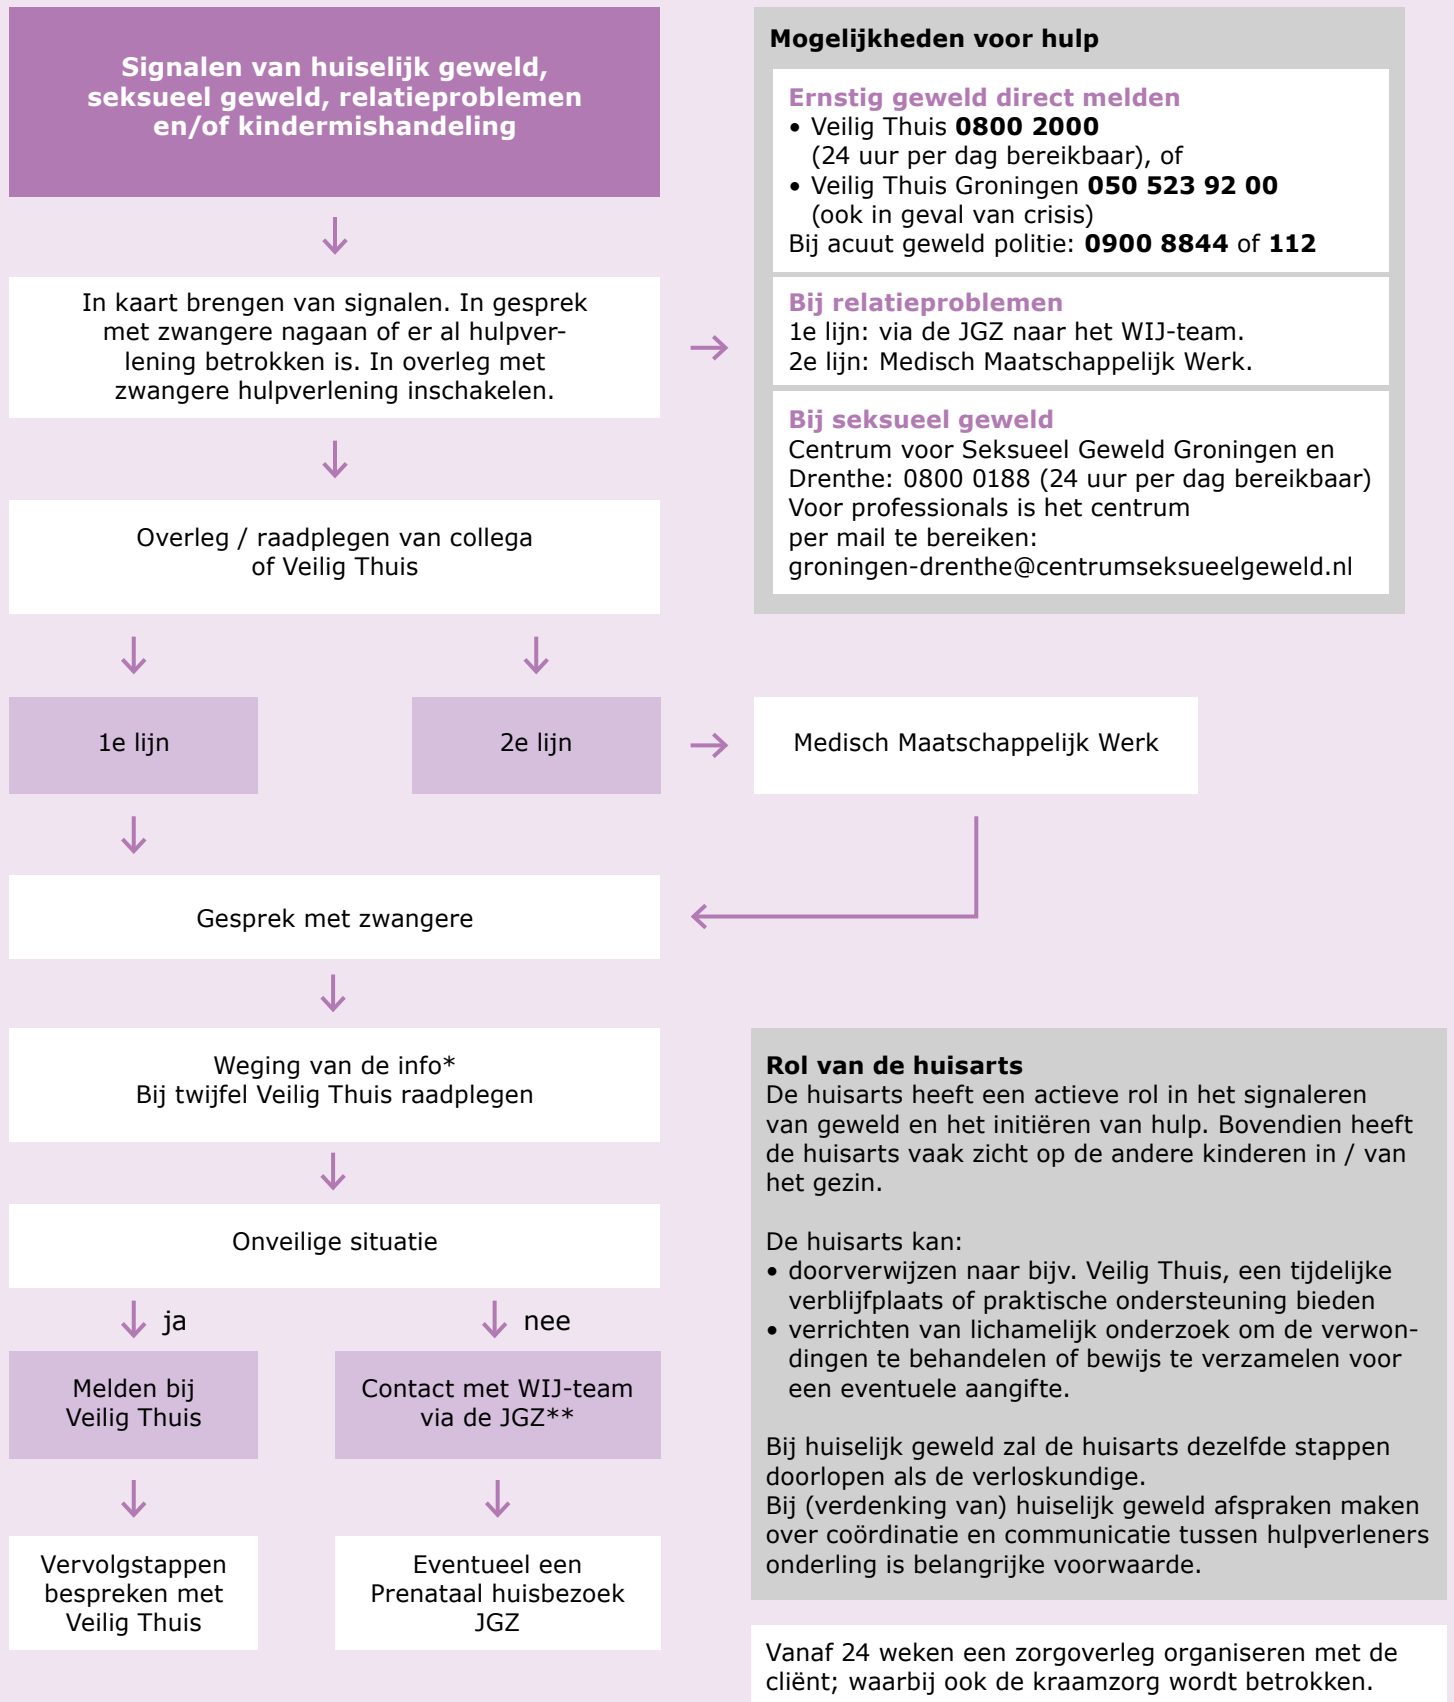 Signalen van huiselijk geweld,
seksueel geweld, relatieproblemen
en/of kindermishandeling
In kaart brengen van signalen. In gesprek
met zwangere nagaan of er al hulpver-
lening betrokken is. In overleg met
zwangere hulpverlening inschakelen.
Mogelijkheden voor hulp
Ernstig geweld direct melden
• Veilig Thuis 0800 2000
(24 uur per dag bereikbaar), of
• Veilig Thuis Groningen 050 523 92 00
(ook in geval van crisis)
Bij acuut geweld politie: 0900 8844 of 112
Bij relatieproblemen
1e lijn: via de JGZ naar het WIJ-team.
2e lijn: Medisch Maatschappelijk Werk.
Bij seksueel geweld
Centrum voor Seksueel Geweld Groningen en
Drenthe: 0800 0188 (24 uur per dag bereikbaar)
Voor professionals is het centrum
per mail te bereiken:
groningen-drenthe@centrumseksueelgeweld.nl
Overleg / raadplegen van collega
of Veilig Thuis
1e lijn
2e lijn
Medisch Maatschappelijk Werk
Gesprek met zwangere
Weging van de info*
Bij twijfel Veilig Thuis raadplegen
Onveilige situatie
ja
nee
Melden bij
Veilig Thuis
Contact met WIJ-team
via de JGZ**
Vervolgstappen
bespreken met
Veilig Thuis
Eventueel een
Prenataal huisbezoek
JGZ
Rol van de huisarts
De huisarts heeft een actieve rol in het signaleren
van geweld en het initiëren van hulp. Bovendien heeft
de huisarts vaak zicht op de andere kinderen in / van
het gezin.
De huisarts kan:
• doorverwijzen naar bijv. Veilig Thuis, een tijdelijke
verblijfplaats of praktische ondersteuning bieden
• verrichten van lichamelijk onderzoek om de verwon-
dingen te behandelen of bewijs te verzamelen voor
een eventuele aangifte.
Bij huiselijk geweld zal de huisarts dezelfde stappen
doorlopen als de verloskundige.
Bij (verdenking van) huiselijk geweld afspraken maken
over coördinatie en communicatie tussen hulpverleners
onderling is belangrijke voorwaarde.
Vanaf 24 weken een zorgoverleg organiseren met de
cliënt; waarbij ook de kraamzorg wordt betrokken.